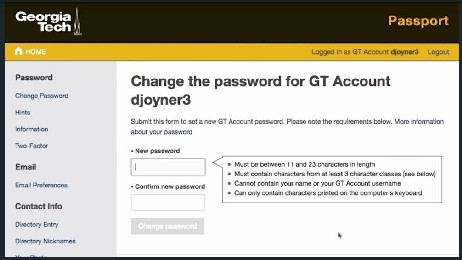 Georgia
Tech
Passport
HOME
Logged in as GT Account djoyner3 Logout
Password
Change Password
Hints
Information
Two-Factor
Email
Email Preferences
Contact Info
Directory Entry
Directory Nicknames
Change the password for GT Account
djoyner3
Submit this form to set a new GT Account password. Please note the requirements below. More information
about your password
• New password
• Must be between 11 and 23 characters in length
• Must contain characters from at least 3 character classes (see below)
• Cannot contain your name or your GT Account username
• Can only contain characters printed on the computer's keyboard
• Confirm new password
Change password